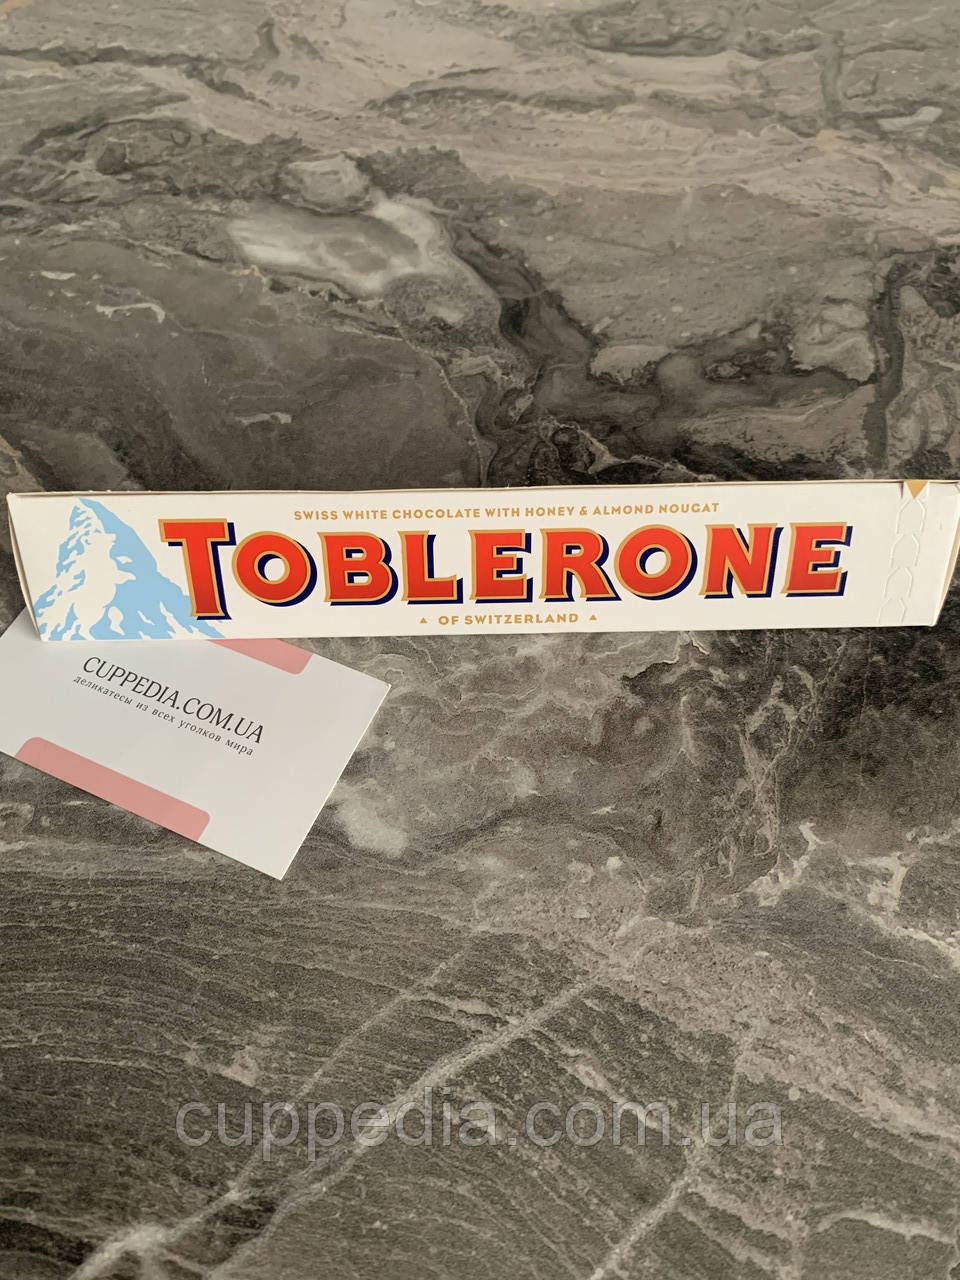 SWISS WHITE CHOCOLATE WITH HONEY & ALMOND NOUGAT
TOBLERONE
OF SWITZERLAND
CUPPEDIA.COM.UA
деликатесы из всех уголков мира
cuppedia.com.ua